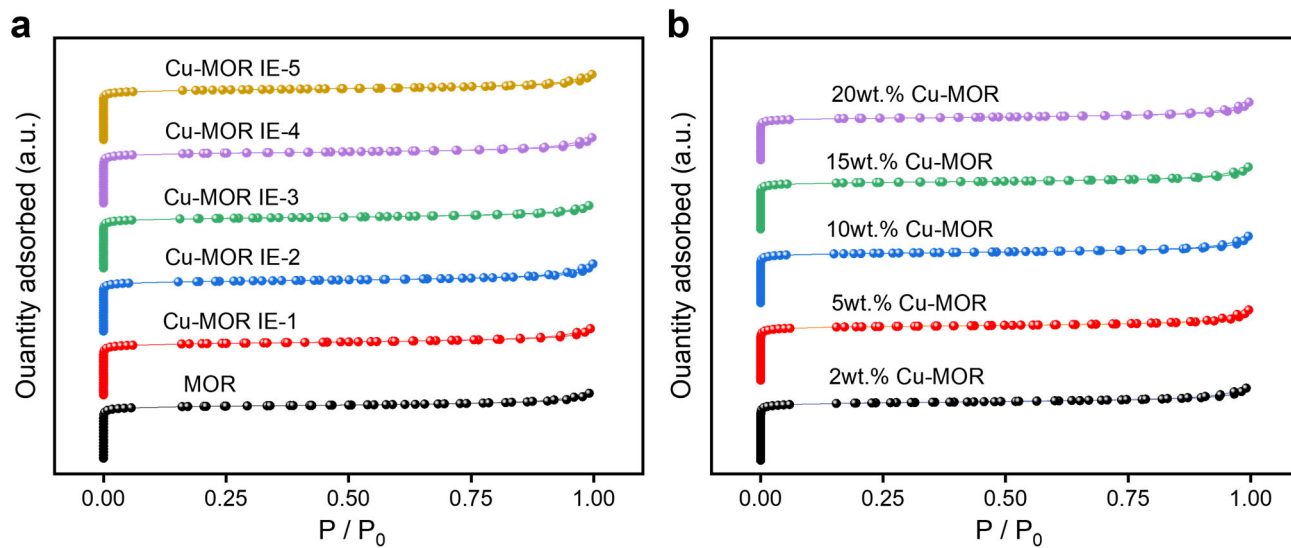 a
Ouantity adsorbed (a.u.)
Cu-MOR IE-5
Cu-MOR IE-4
Cu-MOR IE-3
Cu-MOR IE-2
Cu-MOR IE-1
MOR
0.00 0.25 0.50 0.75 1.00
P / P₀
b
Ouantity adsorbed (a.u.)
20wt.% Cu-MOR
15wt.% Cu-MOR
10wt.% Cu-MOR
5wt.% Cu-MOR
2wt.% Cu-MOR
0.00 0.25 0.50 0.75 1.00
P / P₀